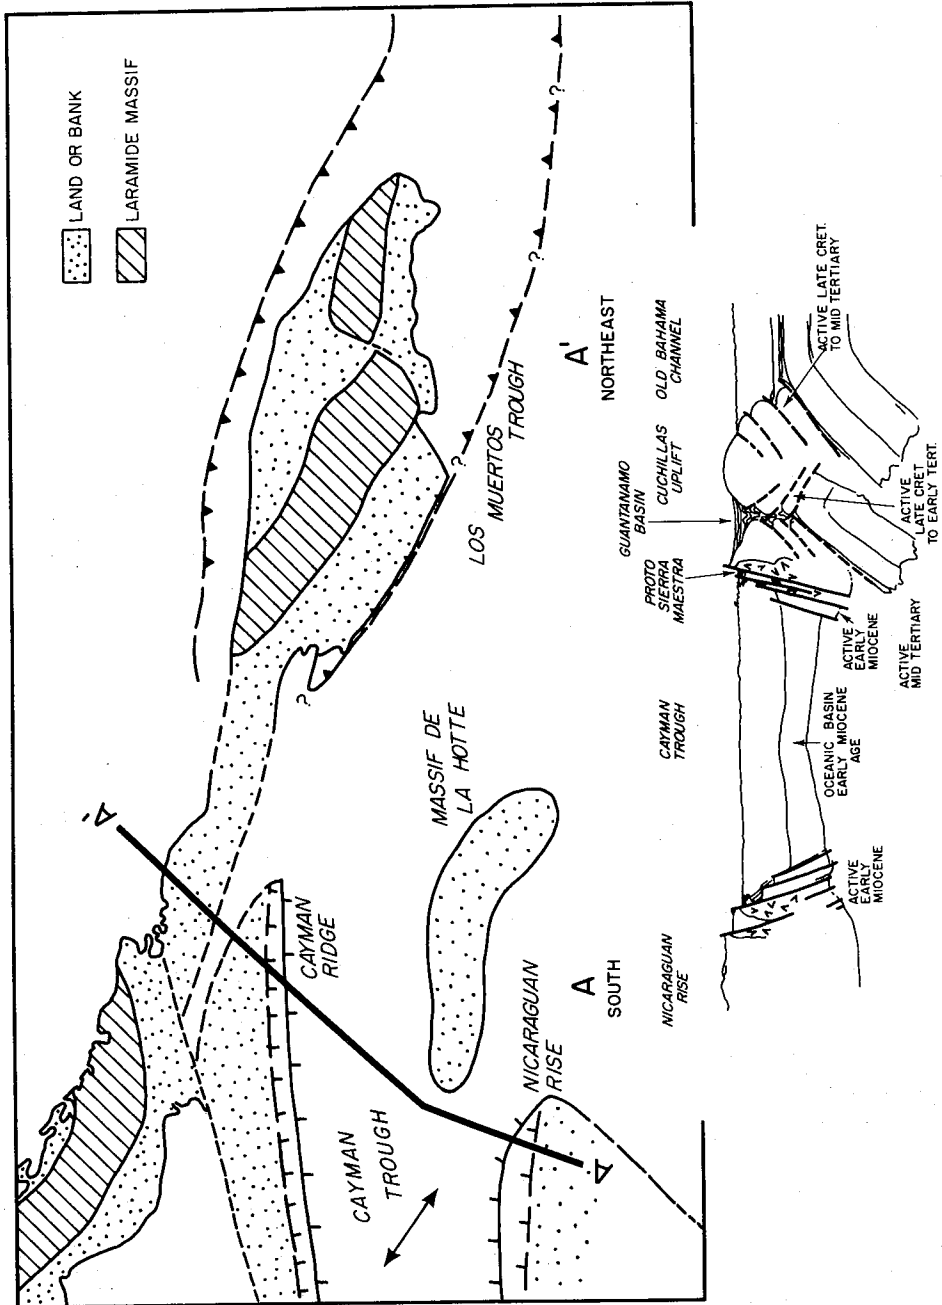 LAND OR BANK
LARAMIDE MASSIF
A'
CAYMAN
RIDGE
CAYMAN
TROUGH
MASSIF DE
LA HOTTE
NICARAGUAN
RISE
A
LOS MUERTOS
TROUGH
?
?
?
?
?
A
SOUTH
A'
NORTHEAST
NICARAGUAN
RISE
CAYMAN
TROUGH
PROTO
SIERRA
MAESTRA
GUANTANAMO
BASIN
CUCHILLAS
UPLIFT
OLD BAHAMA
CHANNEL
ACTIVE
EARLY
MIOCENE
OCEANIC BASIN
EARLY MIOCENE
AGE
ACTIVE
EARLY
MIOCENE
ACTIVE
MID TERTIARY
ACTIVE
LATE CRET
TO EARLY TERT.
ACTIVE LATE CRET.
TO MID TERTIARY